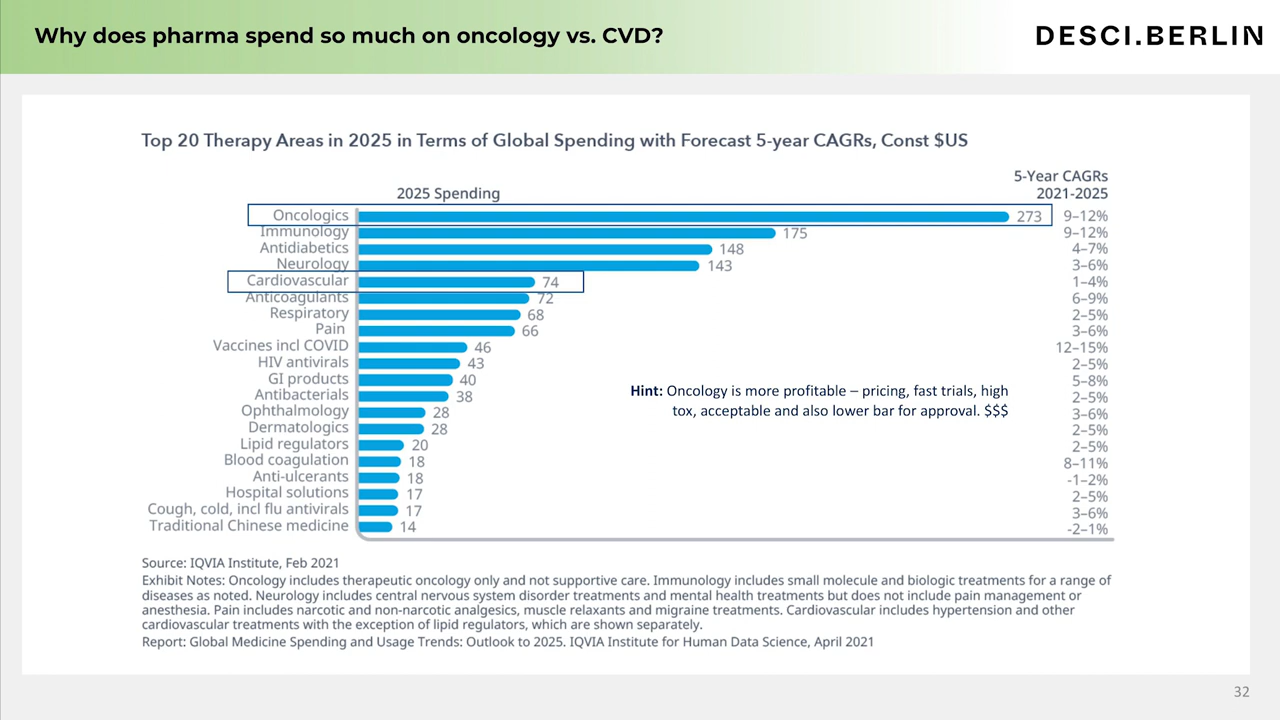 Why does pharma spend so much on oncology vs. CVD?
DESCI.BERLIN
Top 20 Therapy Areas in 2025 in Terms of Global Spending with Forecast 5-year CAGRs, Const $US
2025 Spending
5-Year CAGRs
2021-2025
Oncologics 273 9–12%
Immunology 175 9–12%
Antidiabetics 148 4–7%
Neurology 143 3–6%
Cardiovascular 74 1–4%
Anticoagulants 72 6–9%
Respiratory 68 2–5%
Pain 66 3–6%
Vaccines incl COVID 46 12–15%
HIV antivirals 43 2–5%
GI products 40 5–8%
Antibacterials 38 2–5%
Ophthalmology 28 3–6%
Dermatologics 28 2–5%
Lipid regulators 20 2–5%
Blood coagulation 18 8–11%
Anti-ulcerants 18 -1–2%
Hospital solutions 17 2–5%
Cough, cold, incl flu antivirals 17 3–6%
Traditional Chinese medicine 14 -2–1%
Hint: Oncology is more profitable – pricing, fast trials, high
tox, acceptable and also lower bar for approval. $$$
Source: IQVIA Institute, Feb 2021
Exhibit Notes: Oncology includes therapeutic oncology only and not supportive care. Immunology includes small molecule and biologic treatments for a range of
diseases as noted. Neurology includes central nervous system disorder treatments and mental health treatments but does not include pain management or
anesthesia. Pain includes narcotic and non-narcotic analgesics, muscle relaxants and migraine treatments. Cardiovascular includes hypertension and other
cardiovascular treatments with the exception of lipid regulators, which are shown separately.
Report: Global Medicine Spending and Usage Trends: Outlook to 2025. IQVIA Institute for Human Data Science, April 2021
32